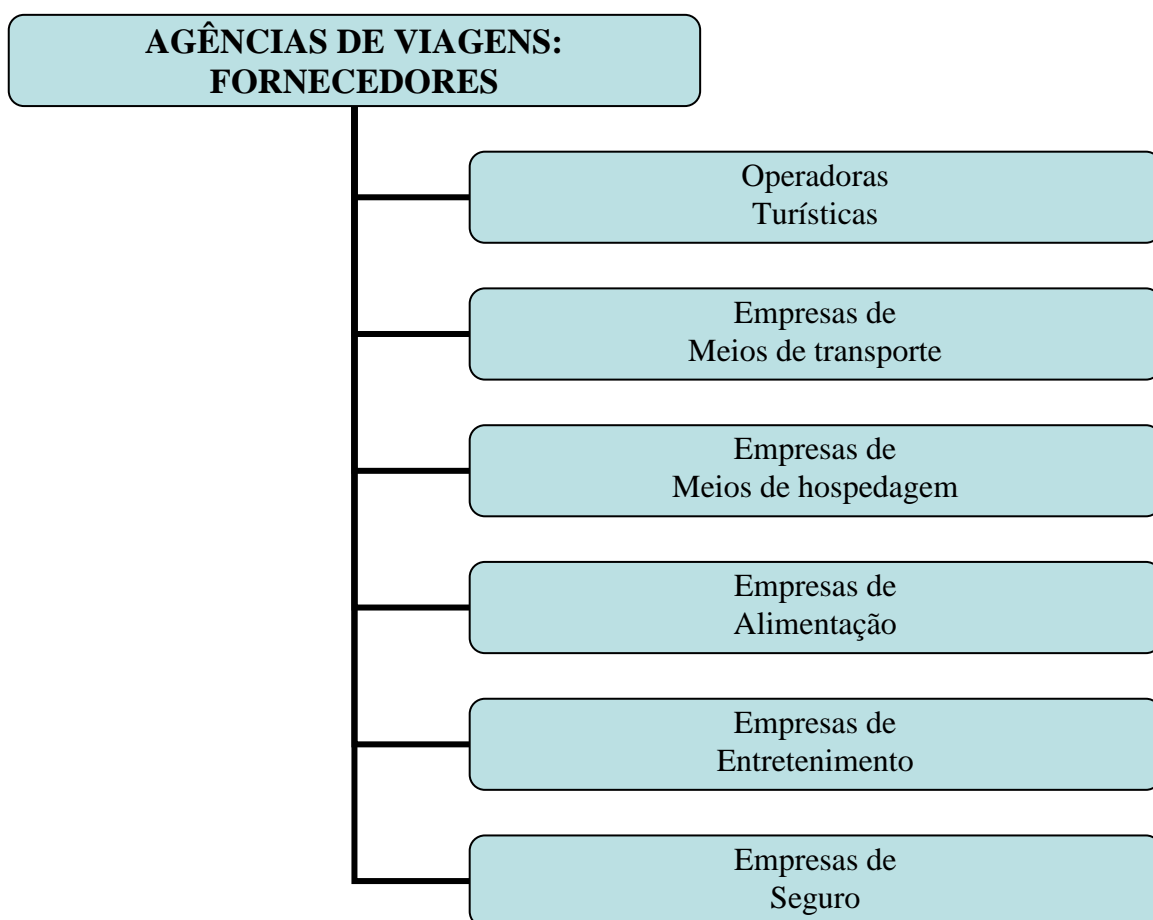 AGÊNCIAS DE VIAGENS:
FORNECEDORES
Operadoras
Turísticas
Empresas de
Meios de transporte
Empresas de
Meios de hospedagem
Empresas de
Alimentação
Empresas de
Entretenimento
Empresas de
Seguro